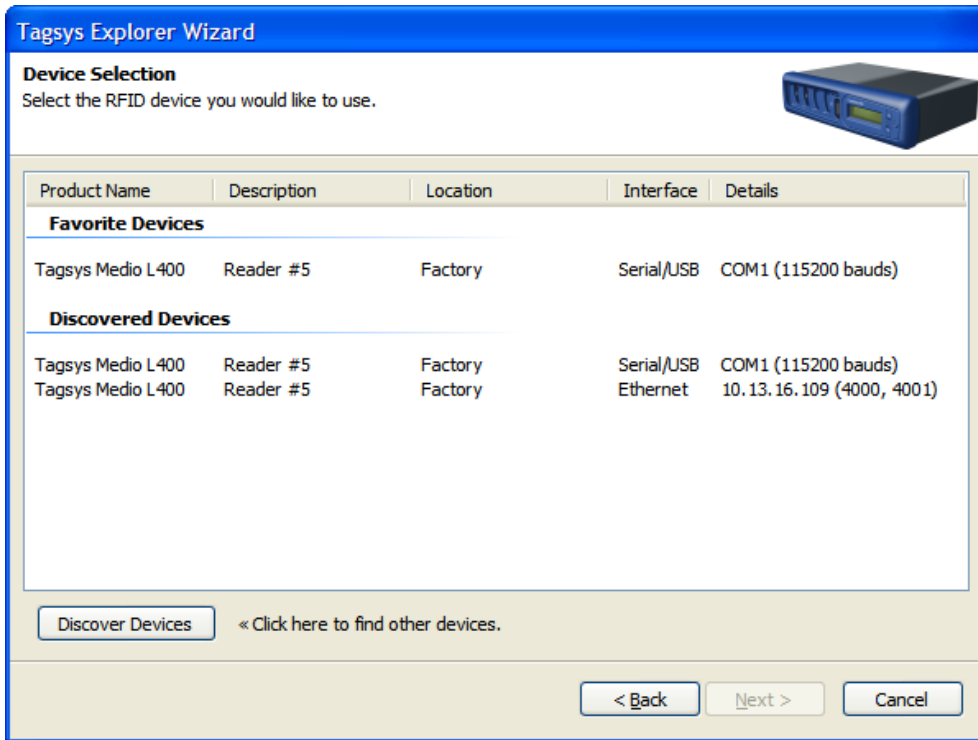 Tagsys Explorer Wizard
Device Selection
Select the RFID device you would like to use.
Product Name Description Location Interface Details
Favorite Devices
Tagsys Medio L400 Reader #5 Factory Serial/USB COM1 (115200 bauds)
Discovered Devices
Tagsys Medio L400 Reader #5 Factory Serial/USB COM1 (115200 bauds)
Tagsys Medio L400 Reader #5 Factory Ethernet 10.13.16.109 (4000, 4001)
Discover Devices « Click here to find other devices.
< Back Next > Cancel